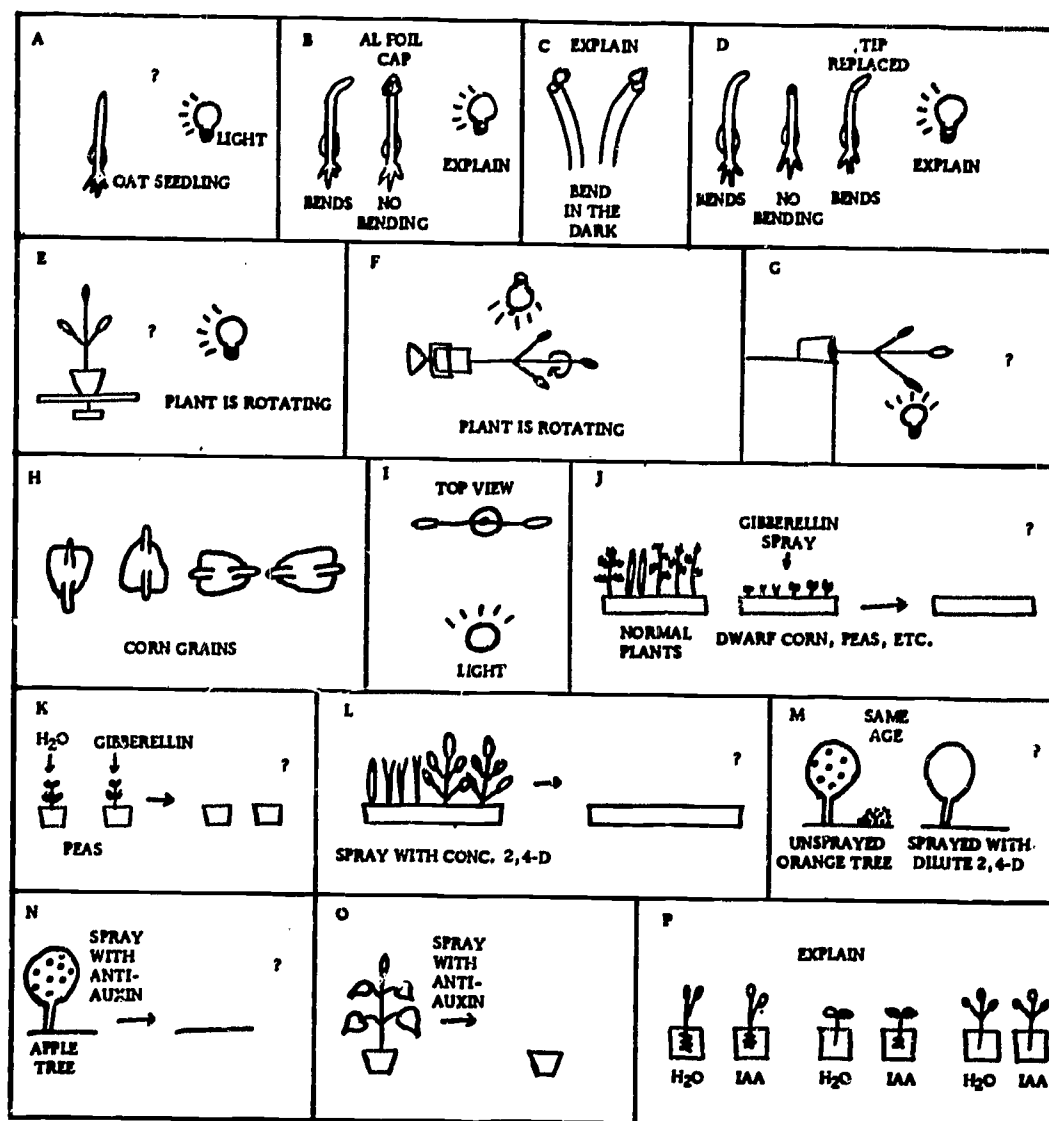 A
?
LIGHT
OAT SEEDLING
B
AL FOIL
CAP
EXPLAIN
BENDS
NO
BENDING
C
EXPLAIN
BEND
IN THE
DARK
D
TIP
REPLACED
EXPLAIN
BENDS
NO
BENDING
BENDS
E
?
PLANT IS ROTATING
F
PLANT IS ROTATING
G
?
H
CORN GRAINS
I
TOP VIEW
LIGHT
J
GIBBERELLIN
SPRAY
?
NORMAL
PLANTS
DWARF CORN, PEAS, ETC.
K
H2O
GIBBERELLIN
?
PEAS
L
?
SPRAY WITH CONC. 2,4-D
M
SAME
AGE
?
UNSPRAYED
ORANGE TREE
SPRAYED WITH
DILUTE 2,4-D
N
SPRAY
WITH
ANTI-
AUXIN
?
APPLE
TREE
O
SPRAY
WITH
ANTI-
AUXIN
P
EXPLAIN
H2O
IAA
H2O
IAA
H2O
IAA